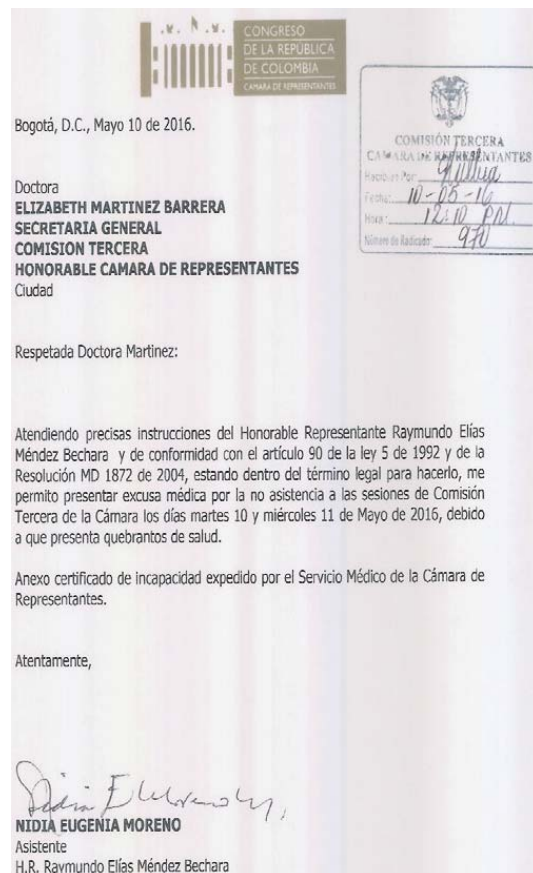 CONGRESO
DE LA REPÚBLICA
DE COLOMBIA
CAMARA DE REPRESENTANTES
COMISIÓN TERCERA
CAMARA DE REPRESENTANTES
Recibido Por:
Fecha: 10-05-16
Hora: 12:10 PM.
Número de Radicado: 970
Bogotá, D.C., Mayo 10 de 2016.
Doctora
ELIZABETH MARTINEZ BARRERA
SECRETARIA GENERAL
COMISION TERCERA
HONORABLE CAMARA DE REPRESENTANTES
Ciudad
Respetada Doctora Martinez:
Atendiendo precisas instrucciones del Honorable Representante Raymundo Elías
Méndez Bechara y de conformidad con el artículo 90 de la ley 5 de 1992 y de la
Resolución MD 1872 de 2004, estando dentro del término legal para hacerlo, me
permito presentar excusa médica por la no asistencia a las sesiones de Comisión
Tercera de la Cámara los días martes 10 y miércoles 11 de Mayo de 2016, debido
a que presenta quebrantos de salud.
Anexo certificado de incapacidad expedido por el Servicio Médico de la Cámara de
Representantes.
Atentamente,
NIDIA EUGENIA MORENO
Asistente
H.R. Raymundo Elías Méndez Bechara